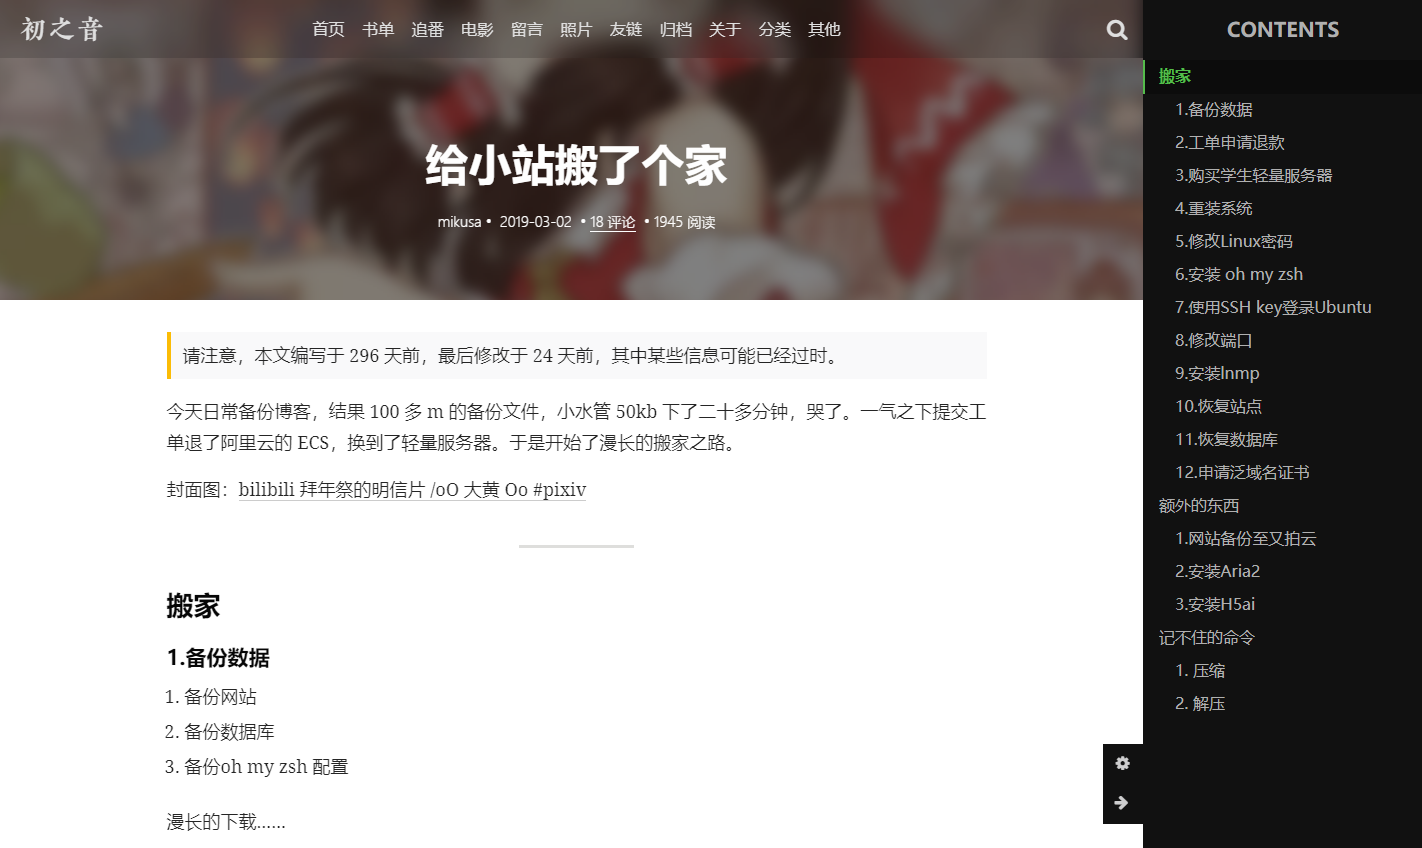 初之音
首页 书单 追番 电影 留言 照片 友链 归档 关于 分类 其他
给小站搬了个家
mikusa • 2019-03-02 • 18 评论 • 1945 阅读
请注意，本文编写于 296 天前，最后修改于 24 天前，其中某些信息可能已经过时。
今天日常备份博客，结果 100 多 m 的备份文件，小水管 50kb 下了二十多分钟，哭了。一气之下提交工
单退了阿里云的 ECS，换到了轻量服务器。于是开始了漫长的搬家之路。
封面图：bilibili 拜年祭的明信片 /oO 大黄 Oo #pixiv
搬家
1.备份数据
1. 备份网站
2. 备份数据库
3. 备份oh my zsh 配置
漫长的下载……
CONTENTS
搬家
1.备份数据
2.工单申请退款
3.购买学生轻量服务器
4.重装系统
5.修改Linux密码
6.安装 oh my zsh
7.使用SSH key登录Ubuntu
8.修改端口
9.安装lnmp
10.恢复站点
11.恢复数据库
12.申请泛域名证书
额外的东西
1.网站备份至又拍云
2.安装Aria2
3.安装H5ai
记不住的命令
1. 压缩
2. 解压